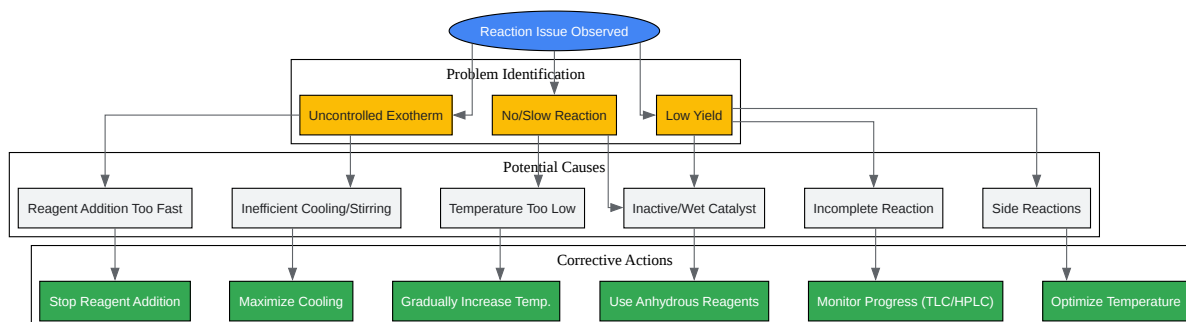 Reaction Issue Observed
Problem Identification
Uncontrolled Exotherm
No/Slow Reaction
Low Yield
Potential Causes
Reagent Addition Too Fast
Inefficient Cooling/Stirring
Temperature Too Low
Inactive/Wet Catalyst
Incomplete Reaction
Side Reactions
Corrective Actions
Stop Reagent Addition
Maximize Cooling
Gradually Increase Temp.
Use Anhydrous Reagents
Monitor Progress (TLC/HPLC)
Optimize Temperature